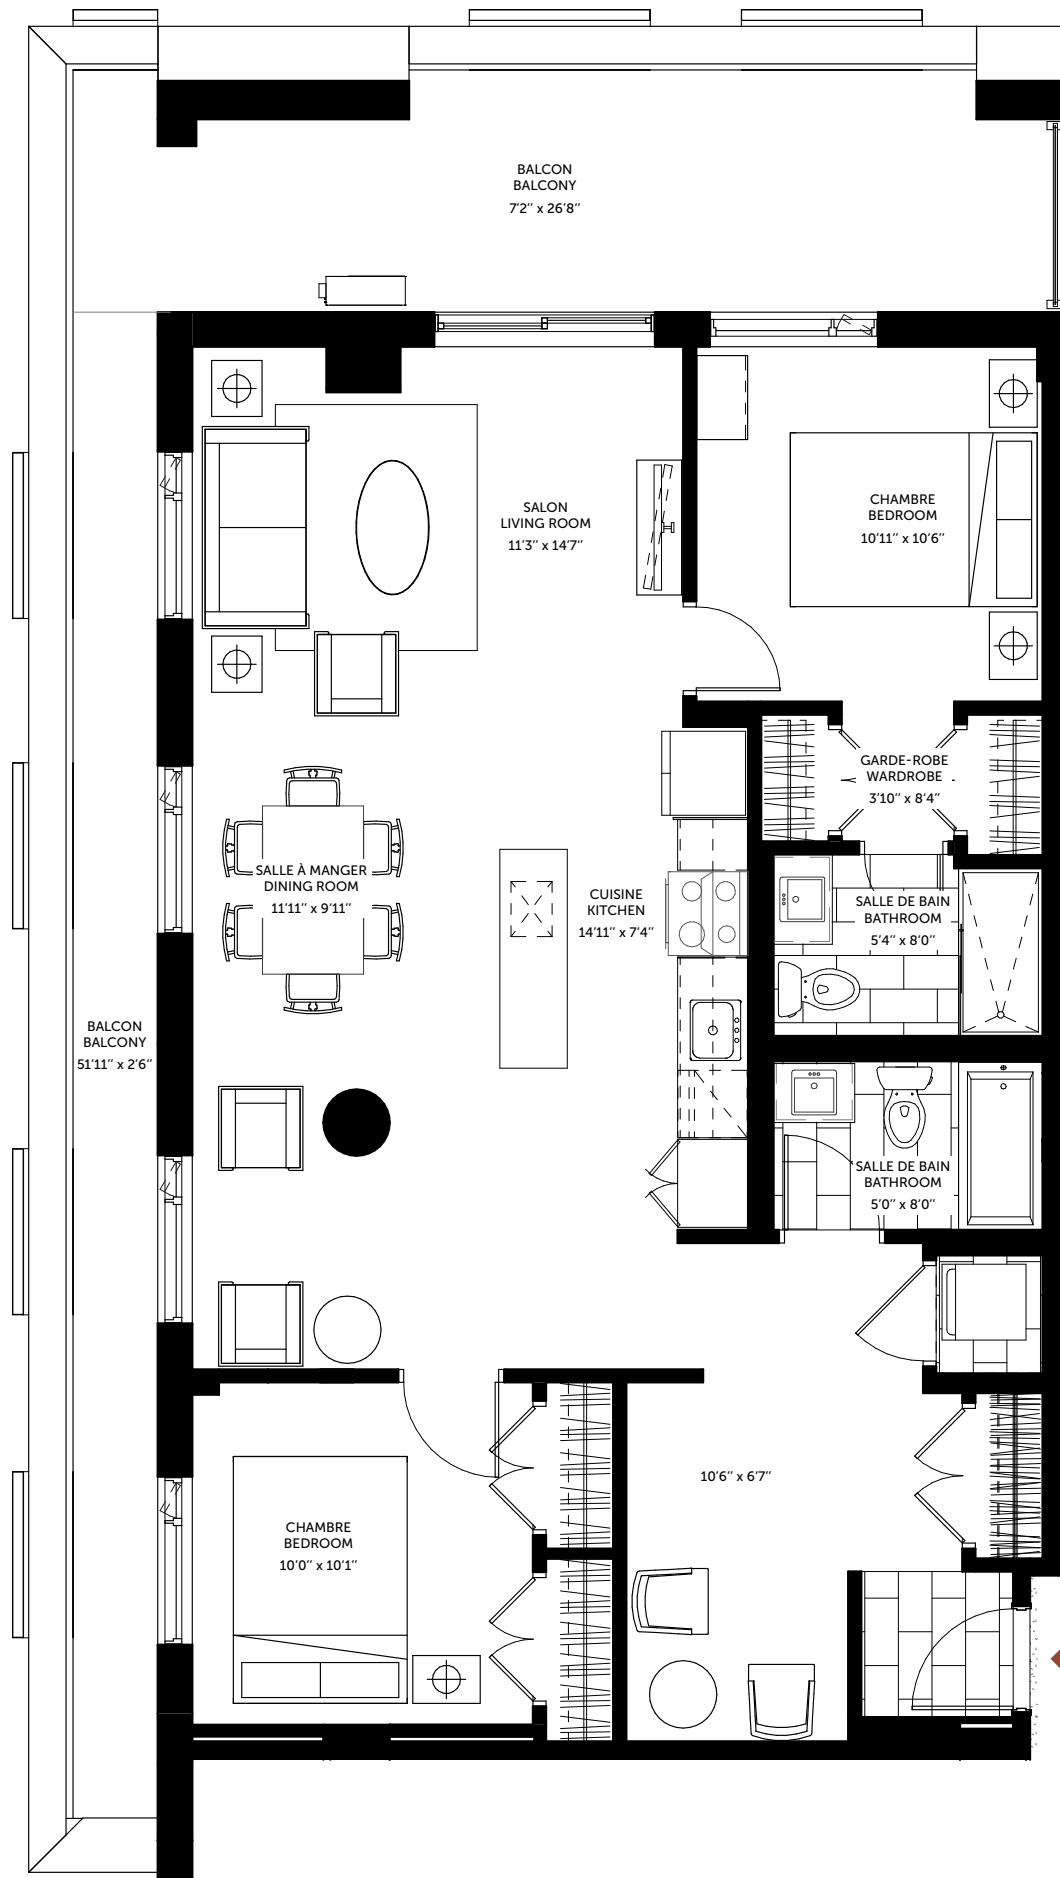 BALCON
BALCONY
7'2'' x 26'8''
SALON
LIVING ROOM
11'3'' x 14'7''
CHAMBRE
BEDROOM
10'11'' x 10'6''
GARDE-ROBE
WARDROBE
3'10'' x 8'4''
SALLE À MANGER
DINING ROOM
11'11'' x 9'11''
CUISINE
KITCHEN
14'11'' x 7'4''
SALLE DE BAIN
BATHROOM
5'4'' x 8'0''
BALCON
BALCONY
51'11'' x 2'6''
SALLE DE BAIN
BATHROOM
5'0'' x 8'0''
10'6'' x 6'7''
CHAMBRE
BEDROOM
10'0'' x 10'1''